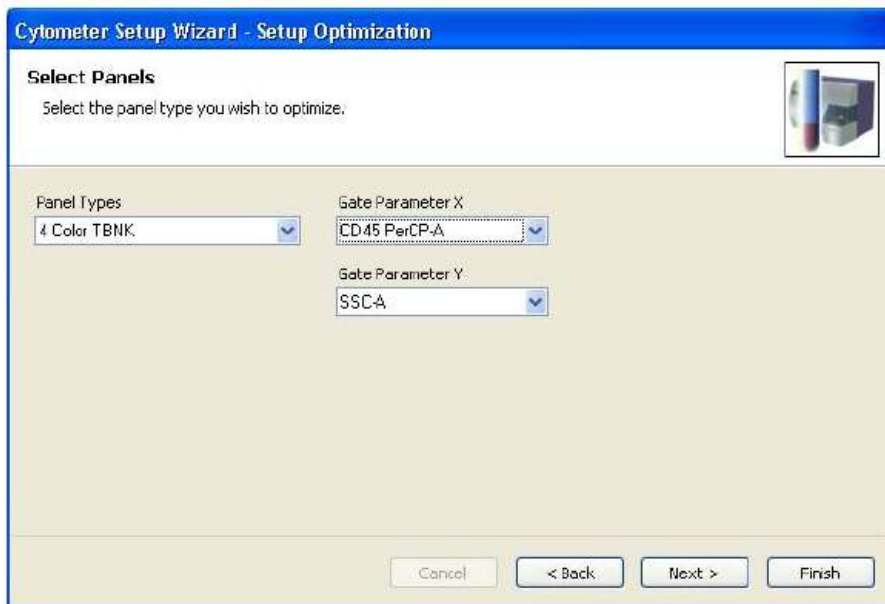 Cytometer Setup Wizard - Setup Optimization
Select Panels
Select the panel type you wish to optimize.
Panel Types
4 Color TBNK
Gate Parameter X
CD45 PerCP-A
Gate Parameter Y
SSC-A
Cancel
< Back
Next >
Finish